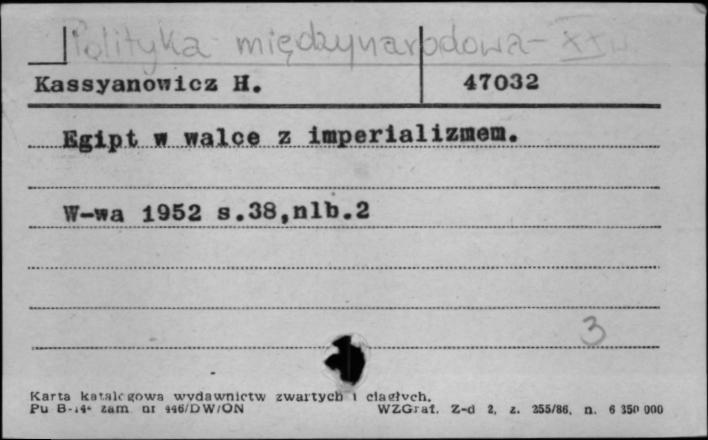 Polityka międzynarodowa - XX w.
Kassyanowicz H. 47032
Egipt w walce z imperializmem.
W-wa 1952 s.38,nlb.2
3
Karta katalogowa wydawnictw zwartych i ciągłych.
Pu B-14 zam. nr 446/DW/ON WZGraf. Z-d 2, z. 255/86, n. 6 350 000